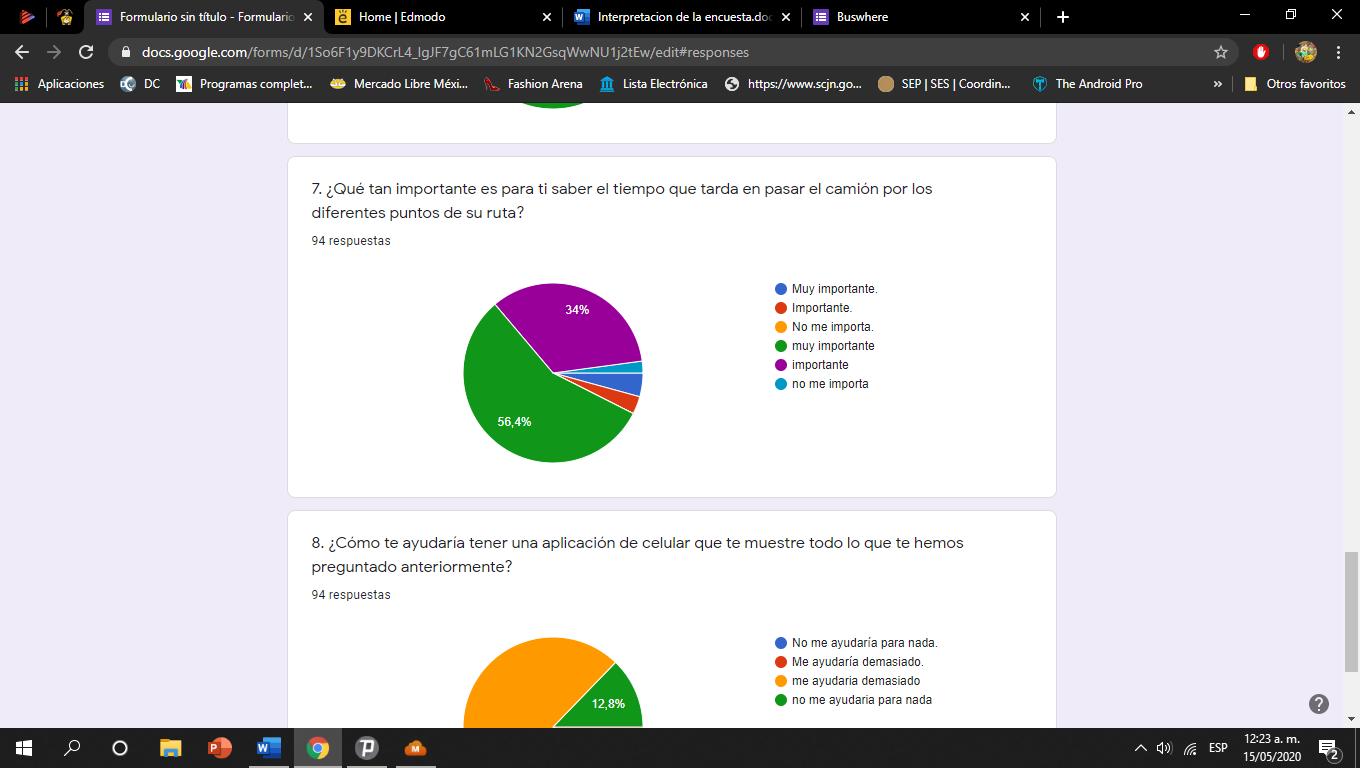 Formulario sin título - Formulario
Home | Edmodo
Interpretacion de la encuesta.doc
Buswhere
docs.google.com/forms/d/1So6F1y9DKCrL4_IgJF7gC61mLG1KN2GsqWwNU1j2tEw/edit#responses
Aplicaciones
DC
Programas complet...
Mercado Libre Méxi...
Fashion Arena
Lista Electrónica
https://www.scjn.go...
SEP | SES | Coordin...
The Android Pro
»
Otros favoritos
7. ¿Qué tan importante es para ti saber el tiempo que tarda en pasar el camión por los
diferentes puntos de su ruta?
94 respuestas
34%
56,4%
Muy importante.
Importante.
No me importa.
muy importante
importante
no me importa
8. ¿Cómo te ayudaría tener una aplicación de celular que te muestre todo lo que te hemos
preguntado anteriormente?
94 respuestas
12,8%
No me ayudaría para nada.
Me ayudaría demasiado.
me ayudaria demasiado
no me ayudaria para nada
ESP
12:23 a. m.
15/05/2020
2